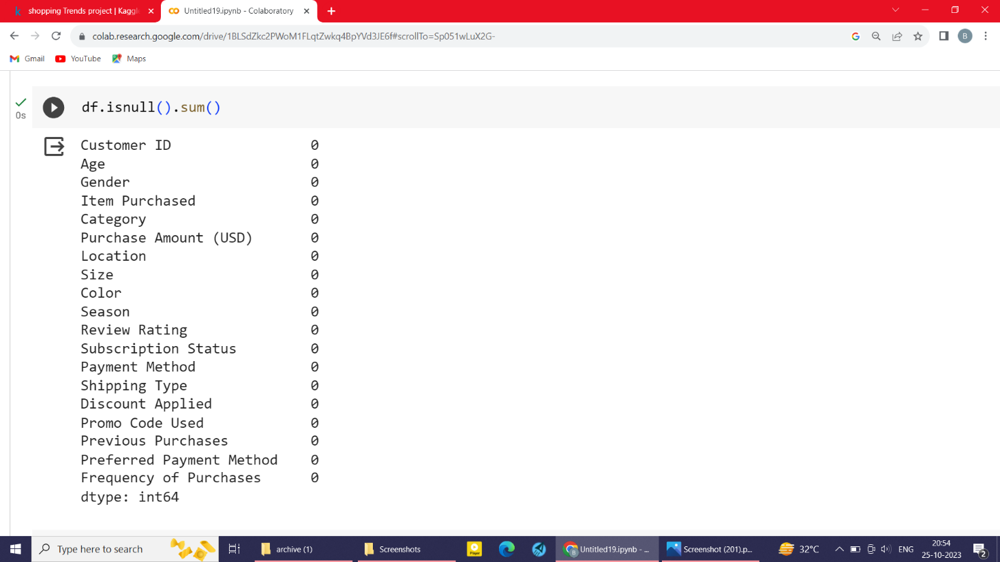 shopping Trends project | Kaggle
Untitled19.ipynb - Colaboratory
colab.research.google.com/drive/1BLSdZkc2PWoM1FLqtZwkq4BpYVd3JE6f#scrollTo=Sp051wLuX2G-
B
Gmail
YouTube
Maps
df.isnull().sum()
0s
Customer ID 0
Age 0
Gender 0
Item Purchased 0
Category 0
Purchase Amount (USD) 0
Location 0
Size 0
Color 0
Season 0
Review Rating 0
Subscription Status 0
Payment Method 0
Shipping Type 0
Discount Applied 0
Promo Code Used 0
Previous Purchases 0
Preferred Payment Method 0
Frequency of Purchases 0
dtype: int64
Type here to search
archive (1)
Screenshots
Untitled19.ipynb - ...
Screenshot (201).p...
32°C
ENG
20:54
25-10-2023
2